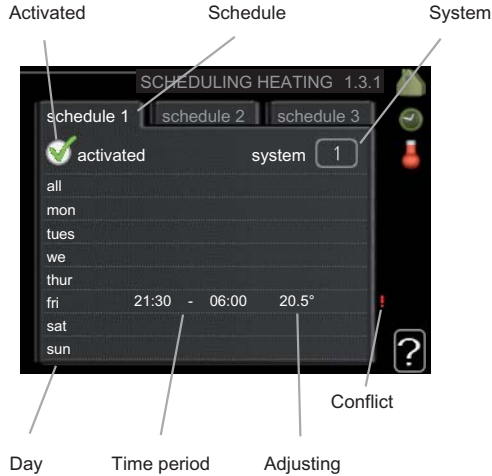 Activated Schedule System
SCHEDULING HEATING 1.3.1
schedule 1 schedule 2 schedule 3
activated system 1
all
mon
tues
we
thur
fri 21:30 - 06:00 20.5° !
sat
sun
?
Conflict
Day Time period Adjusting